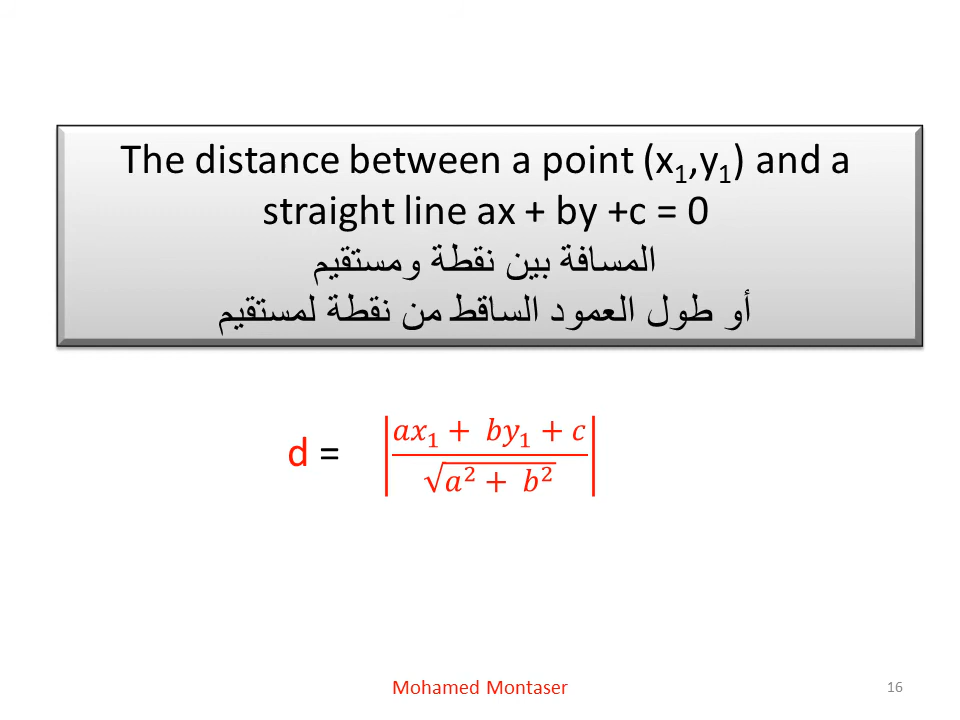 The distance between a point (x₁,y₁) and a
straight line ax + by +c = 0
المسافة بين نقطة ومستقيم
أو طول العمود الساقط من نقطة لمستقيم
d = |(ax₁ + by₁ + c)/√(a² + b²)|
Mohamed Montaser
16